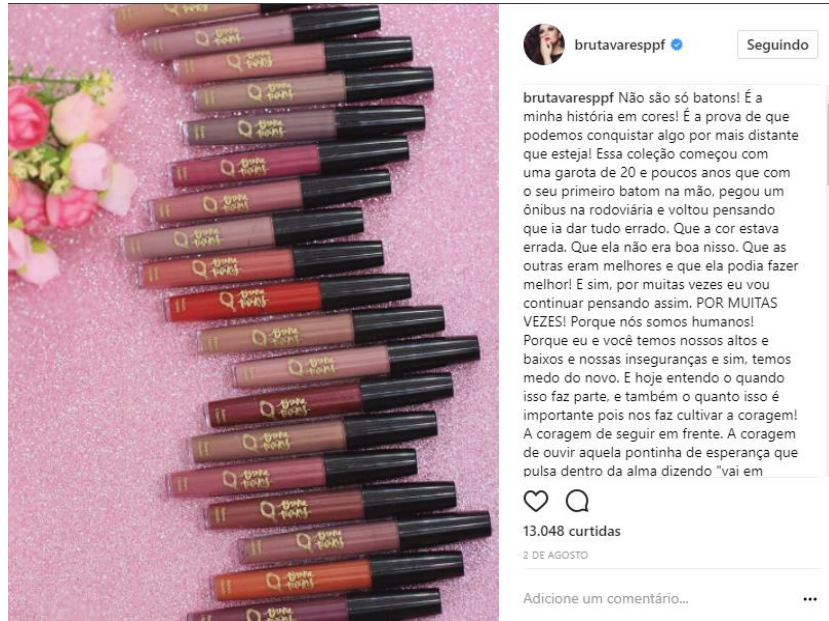 brutavaresppf
Seguindo
brutavaresppf Não são só batons! É a
minha história em cores! É a prova de que
podemos conquistar algo por mais distante
que esteja! Essa coleção começou com
uma garota de 20 e poucos anos que com
o seu primeiro batom na mão, pegou um
ônibus na rodoviária e voltou pensando
que ia dar tudo errado. Que a cor estava
errada. Que ela não era boa nisso. Que as
outras eram melhores e que ela podia fazer
melhor! E sim, por muitas vezes eu vou
continuar pensando assim. POR MUITAS
VEZES! Porque nós somos humanos!
Porque eu e você temos nossos altos e
baixos e nossas inseguranças e sim, temos
medo do novo. E hoje entendo o quando
isso faz parte, e também o quanto isso é
importante pois nos faz cultivar a coragem!
A coragem de seguir em frente. A coragem
de ouvir aquela pontinha de esperança que
pulsa dentro da alma dizendo "vai em
13.048 curtidas
2 DE AGOSTO
Adicione um comentário...